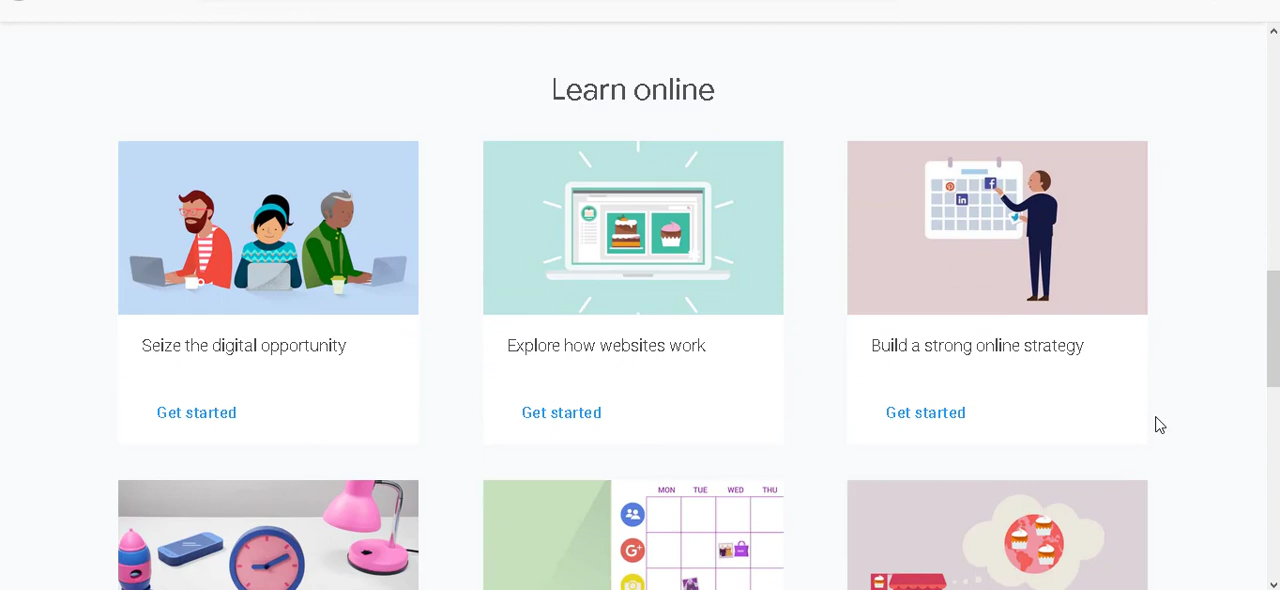 Learn online
Seize the digital opportunity
Explore how websites work
Build a strong online strategy
Get started
Get started
Get started
MON TUE WED THU
G+